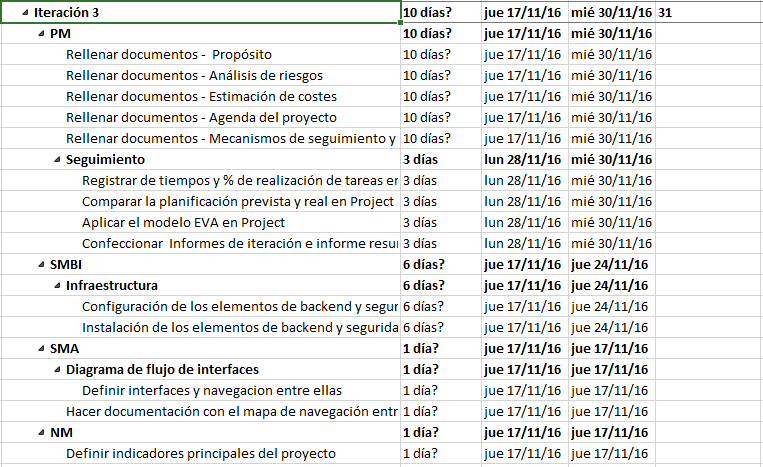 Iteración 3 10 días? jue 17/11/16 mié 30/11/16 31
PM 10 días? jue 17/11/16 mié 30/11/16
Rellenar documentos - Propósito 10 días? jue 17/11/16 mié 30/11/16
Rellenar documentos - Análisis de riesgos 10 días? jue 17/11/16 mié 30/11/16
Rellenar documentos - Estimación de costes 10 días? jue 17/11/16 mié 30/11/16
Rellenar documentos - Agenda del proyecto 10 días? jue 17/11/16 mié 30/11/16
Rellenar documentos - Mecanismos de seguimiento y 10 días? jue 17/11/16 mié 30/11/16
Seguimiento 3 días lun 28/11/16 mié 30/11/16
Registrar de tiempos y % de realización de tareas en 3 días lun 28/11/16 mié 30/11/16
Comparar la planificación prevista y real en Project 3 días lun 28/11/16 mié 30/11/16
Aplicar el modelo EVA en Project 3 días lun 28/11/16 mié 30/11/16
Confeccionar Informes de iteración e informe resu 3 días lun 28/11/16 mié 30/11/16
SMBI 6 días? jue 17/11/16 jue 24/11/16
Infraestructura 6 días? jue 17/11/16 jue 24/11/16
Configuración de los elementos de backend y segur 6 días? jue 17/11/16 jue 24/11/16
Instalación de los elementos de backend y segurida 6 días? jue 17/11/16 jue 24/11/16
SMA 1 día? jue 17/11/16 jue 17/11/16
Diagrama de flujo de interfaces 1 día? jue 17/11/16 jue 17/11/16
Definir interfaces y navegacion entre ellas 1 día? jue 17/11/16 jue 17/11/16
Hacer documentación con el mapa de navegación entr 1 día? jue 17/11/16 jue 17/11/16
NM 1 día? jue 17/11/16 jue 17/11/16
Definir indicadores principales del proyecto 1 día? jue 17/11/16 jue 17/11/16